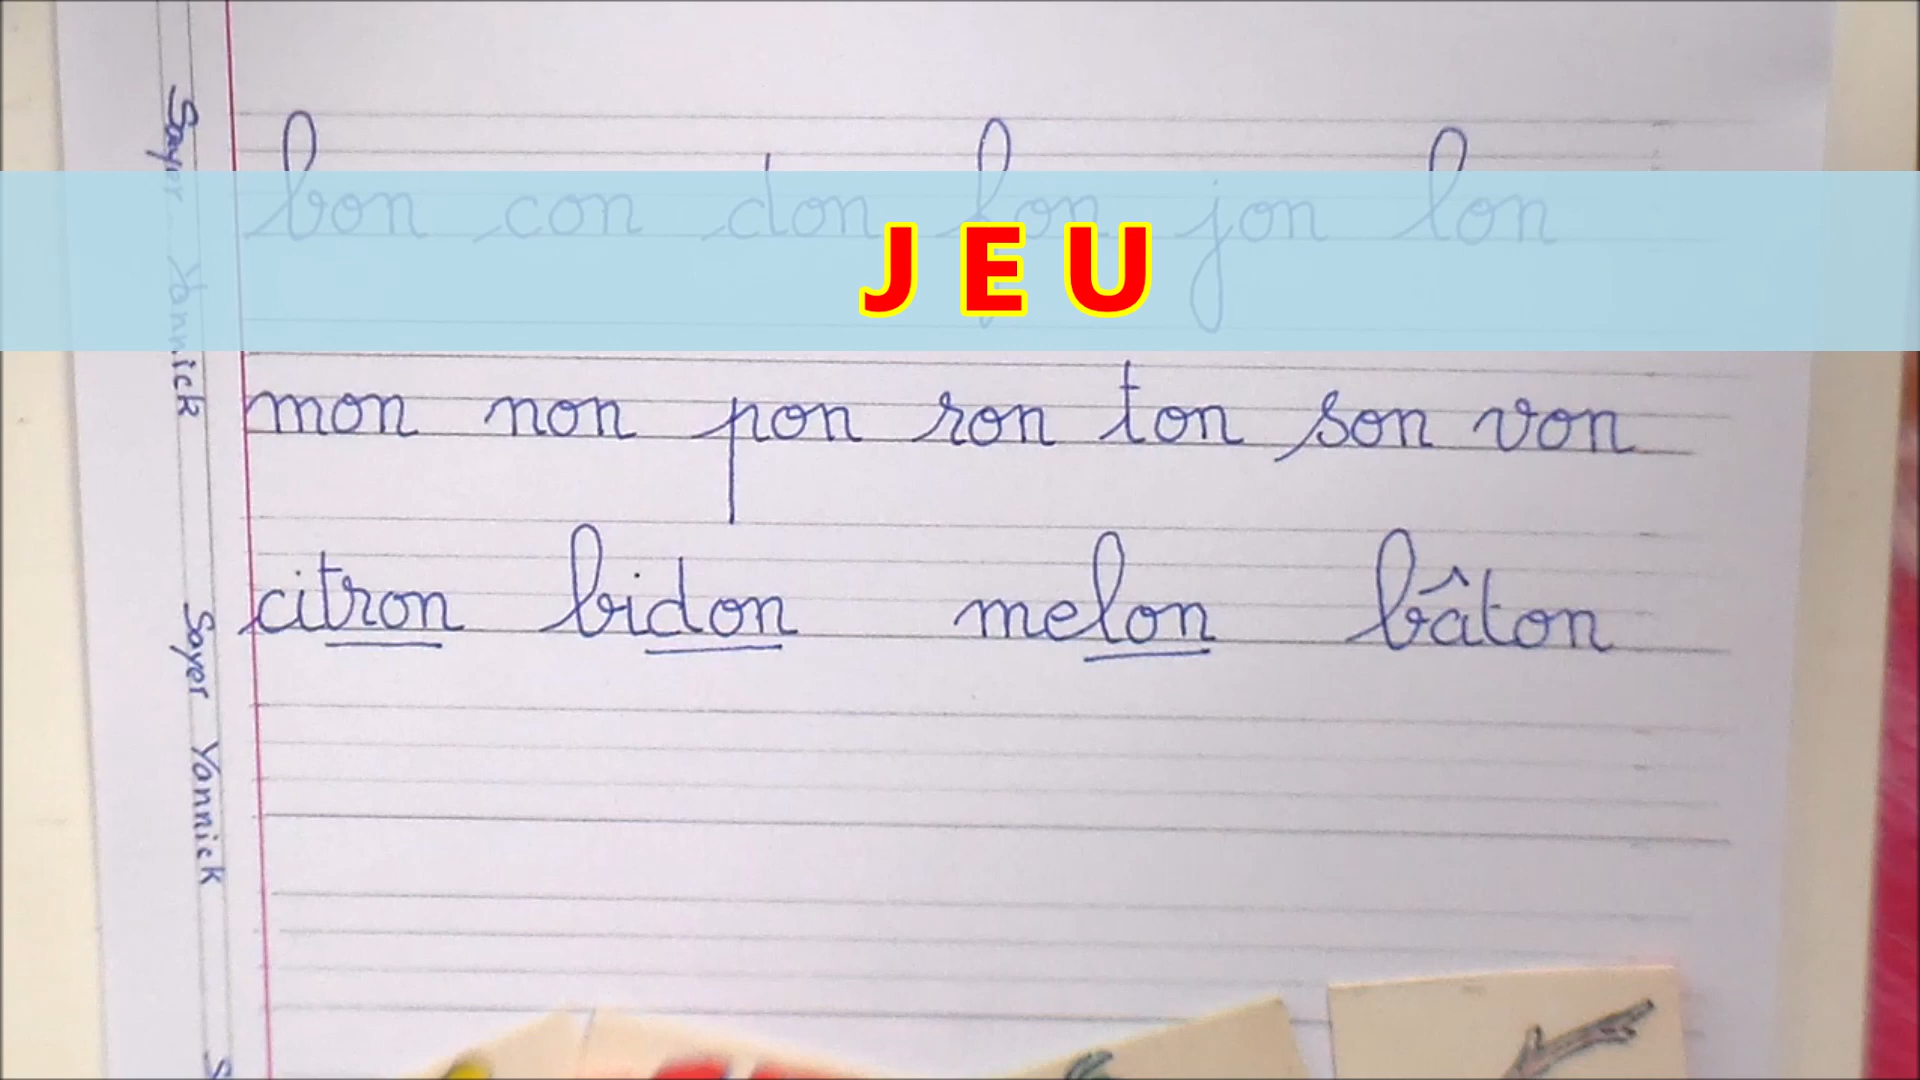 bon con don fon jon lon
J E U
mon non pon ron ton son von
citron bidon melon bâton
Sayer Yannick
Sayer Yannick
S